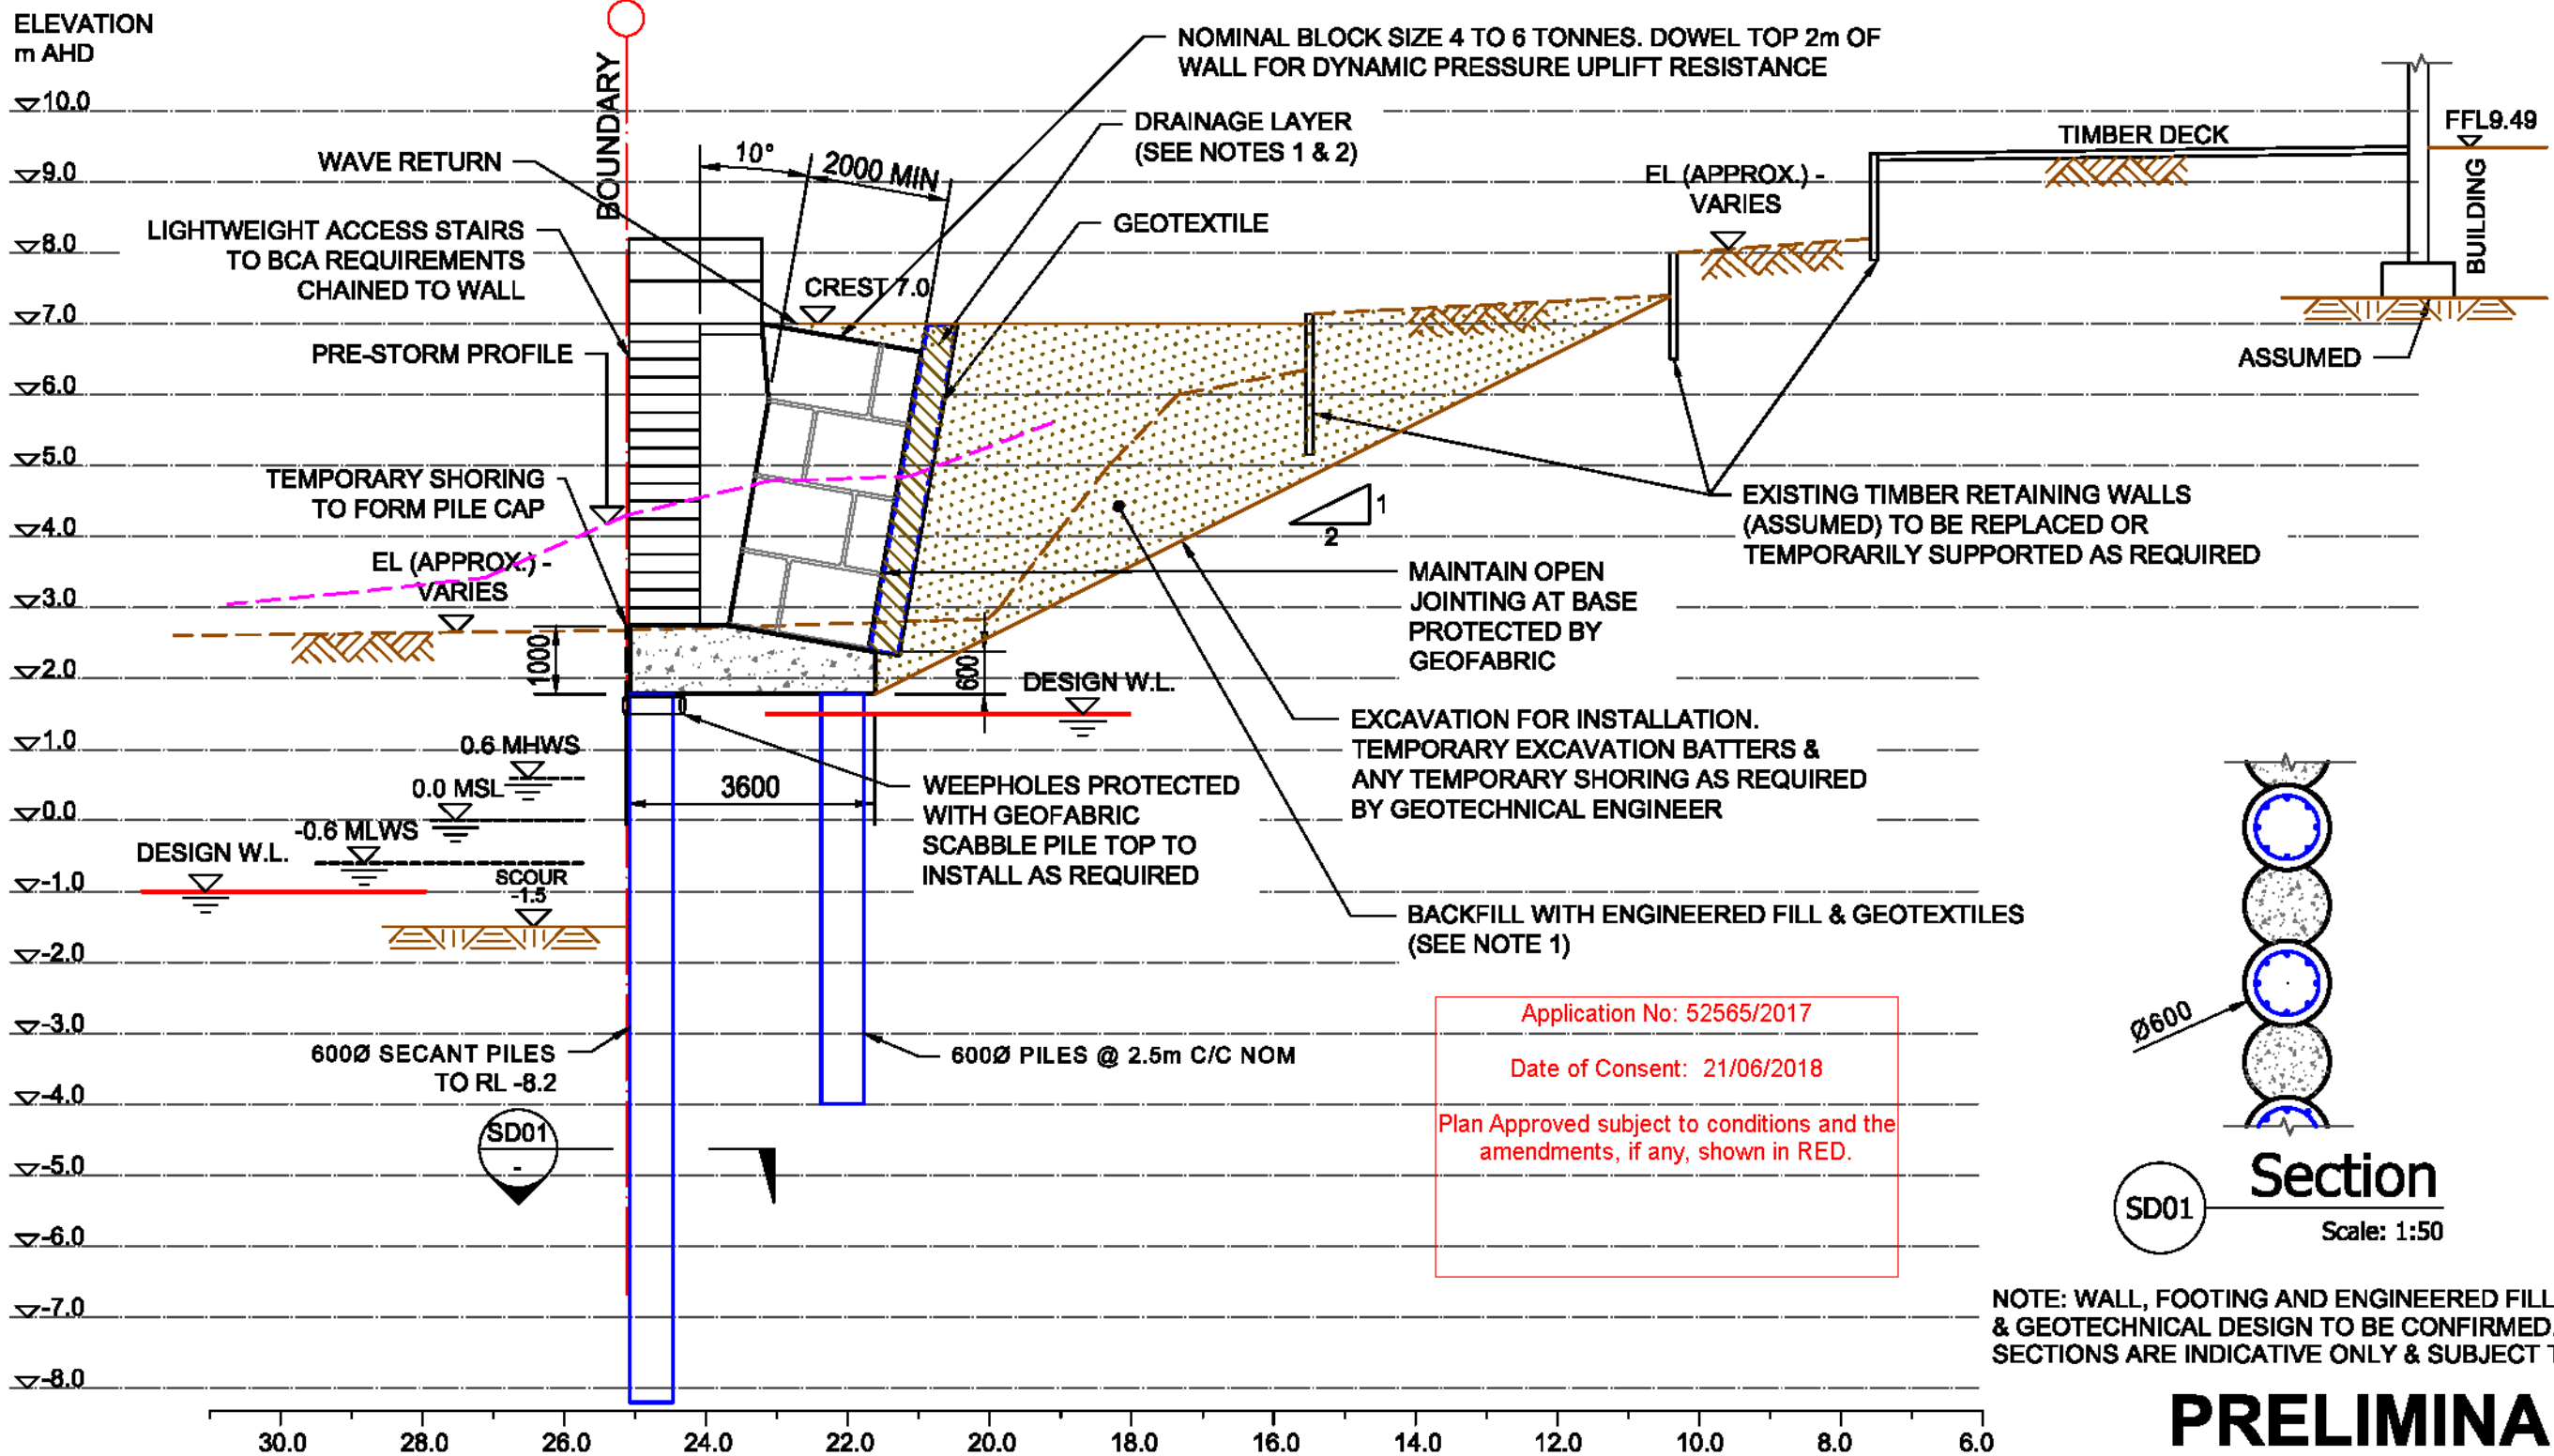 ELEVATION
m AHD
10.0
9.0
8.0
7.0
6.0
5.0
4.0
3.0
2.0
1.0
0.0
-1.0
-2.0
-3.0
-4.0
-5.0
-6.0
-7.0
-8.0
BOUNDARY
NOMINAL BLOCK SIZE 4 TO 6 TONNES. DOWEL TOP 2m OF
WALL FOR DYNAMIC PRESSURE UPLIFT RESISTANCE
DRAINAGE LAYER
(SEE NOTES 1 & 2)
GEOTEXTILE
WAVE RETURN
10°
2000 MIN
LIGHTWEIGHT ACCESS STAIRS
TO BCA REQUIREMENTS
CHAINED TO WALL
CREST 7.0
PRE-STORM PROFILE
TEMPORARY SHORING
TO FORM PILE CAP
EL (APPROX.) -
VARIES
EL (APPROX.) -
VARIES
TIMBER DECK
FFL9.49
BUILDING
ASSUMED
EXISTING TIMBER RETAINING WALLS
(ASSUMED) TO BE REPLACED OR
TEMPORARILY SUPPORTED AS REQUIRED
1
2
MAINTAIN OPEN
JOINTING AT BASE
PROTECTED BY
GEOFABRIC
1000
600
DESIGN W.L.
EXCAVATION FOR INSTALLATION.
TEMPORARY EXCAVATION BATTERS &
ANY TEMPORARY SHORING AS REQUIRED
BY GEOTECHNICAL ENGINEER
0.6 MHWS
0.0 MSL
-0.6 MLWS
DESIGN W.L.
SCOUR
-1.5
3600
WEEPHOLES PROTECTED
WITH GEOFABRIC
SCABBLE PILE TOP TO
INSTALL AS REQUIRED
BACKFILL WITH ENGINEERED FILL & GEOTEXTILES
(SEE NOTE 1)
600Ø SECANT PILES
TO RL -8.2
600Ø PILES @ 2.5m C/C NOM
SD01
-
Application No: 52565/2017
Date of Consent: 21/06/2018
Plan Approved subject to conditions and the
amendments, if any, shown in RED.
Ø600
SD01
Section
Scale: 1:50
NOTE: WALL, FOOTING AND ENGINEERED FILL
& GEOTECHNICAL DESIGN TO BE CONFIRMED.
SECTIONS ARE INDICATIVE ONLY & SUBJECT T
PRELIMINA
30.0 28.0 26.0 24.0 22.0 20.0 18.0 16.0 14.0 12.0 10.0 8.0 6.0